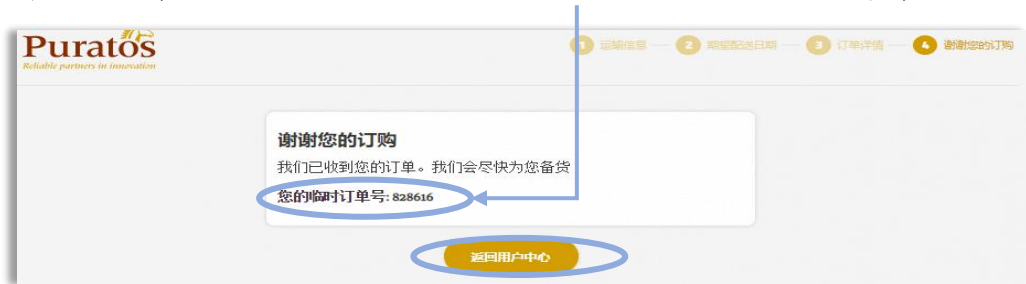 Puratos
Reliable partners in innovation
1 运输信息 2 期望配送日期 3 订单详情 4 谢谢您的订购
谢谢您的订购
我们已收到您的订单。我们会尽快为您备货
您的临时订单号: 828616
返回用户中心